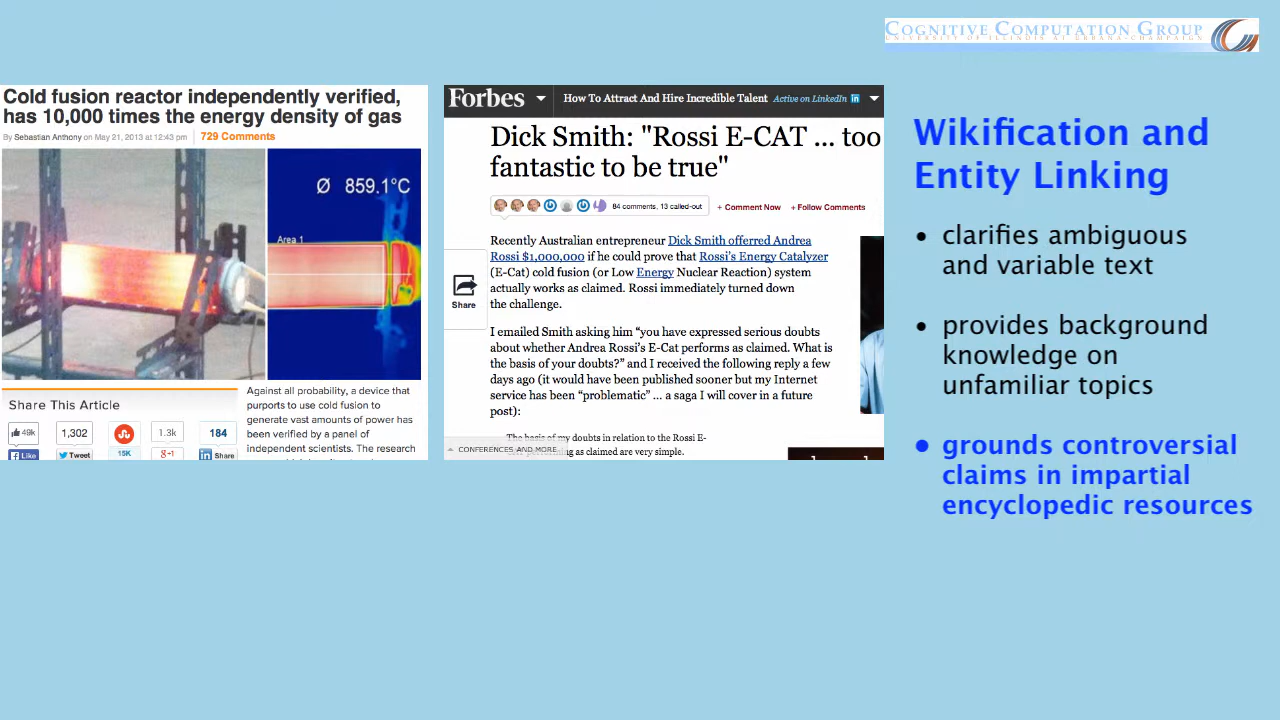 COGNITIVE COMPUTATION GROUP
UNIVERSITY OF ILLINOIS AT URBANA-CHAMPAIGN
Cold fusion reactor independently verified,
has 10,000 times the energy density of gas
By Sebastian Anthony on May 21, 2013 at 12:43 pm 729 Comments
Ø 859.1°C
Area 1
Share This Article
49k 1,302 1.3k 184
Like Tweet 15K g+1 in Share
Against all probability, a device that
purports to use cold fusion to
generate vast amounts of power has
been verified by a panel of
independent scientists. The research
Forbes How To Attract And Hire Incredible Talent Active on LinkedIn in
Dick Smith: "Rossi E-CAT ... too
fantastic to be true"
84 comments, 13 called-out + Comment Now + Follow Comments
Recently Australian entrepreneur Dick Smith offered Andrea
Rossi $1,000,000 if he could prove that Rossi's Energy Catalyzer
(E-Cat) cold fusion (or Low Energy Nuclear Reaction) system
actually works as claimed. Rossi immediately turned down
the challenge.
Share
I emailed Smith asking him “you have expressed serious doubts
about whether Andrea Rossi's E-Cat performs as claimed. What is
the basis of your doubts?” and I received the following reply a few
days ago (it would have been published sooner but my Internet
service has been “problematic” … a saga I will cover in a future
post):
The basis of my doubts in relation to the Rossi E-
performing as claimed are very simple.
CONFERENCES AND MORE...
Wikification and
Entity Linking
• clarifies ambiguous
and variable text
• provides background
knowledge on
unfamiliar topics
• grounds controversial
claims in impartial
encyclopedic resources